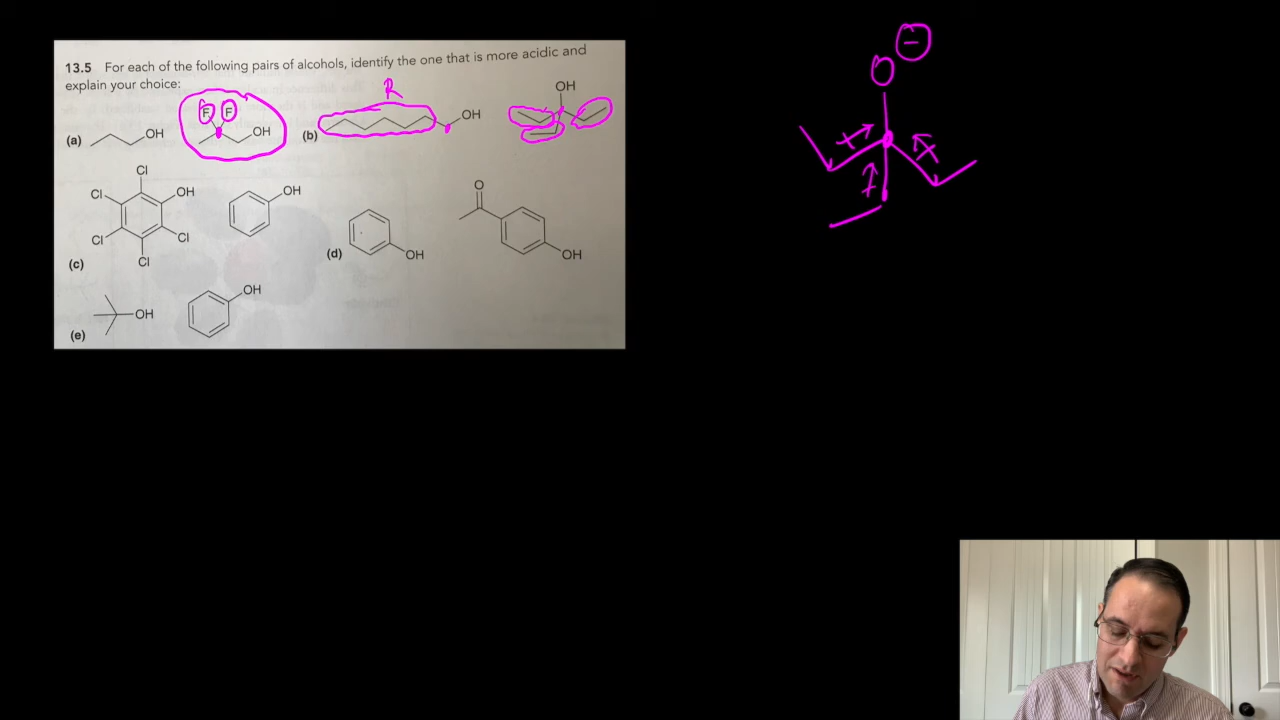 13.5 For each of the following pairs of alcohols, identify the one that is more acidic and
explain your choice:
R
OH
F F
OH
(a)
OH
(b)
OH
Cl
Cl
OH
Cl
Cl
Cl
(c)
OH
OH
(d)
O
OH
OH
(e)
OH
O −